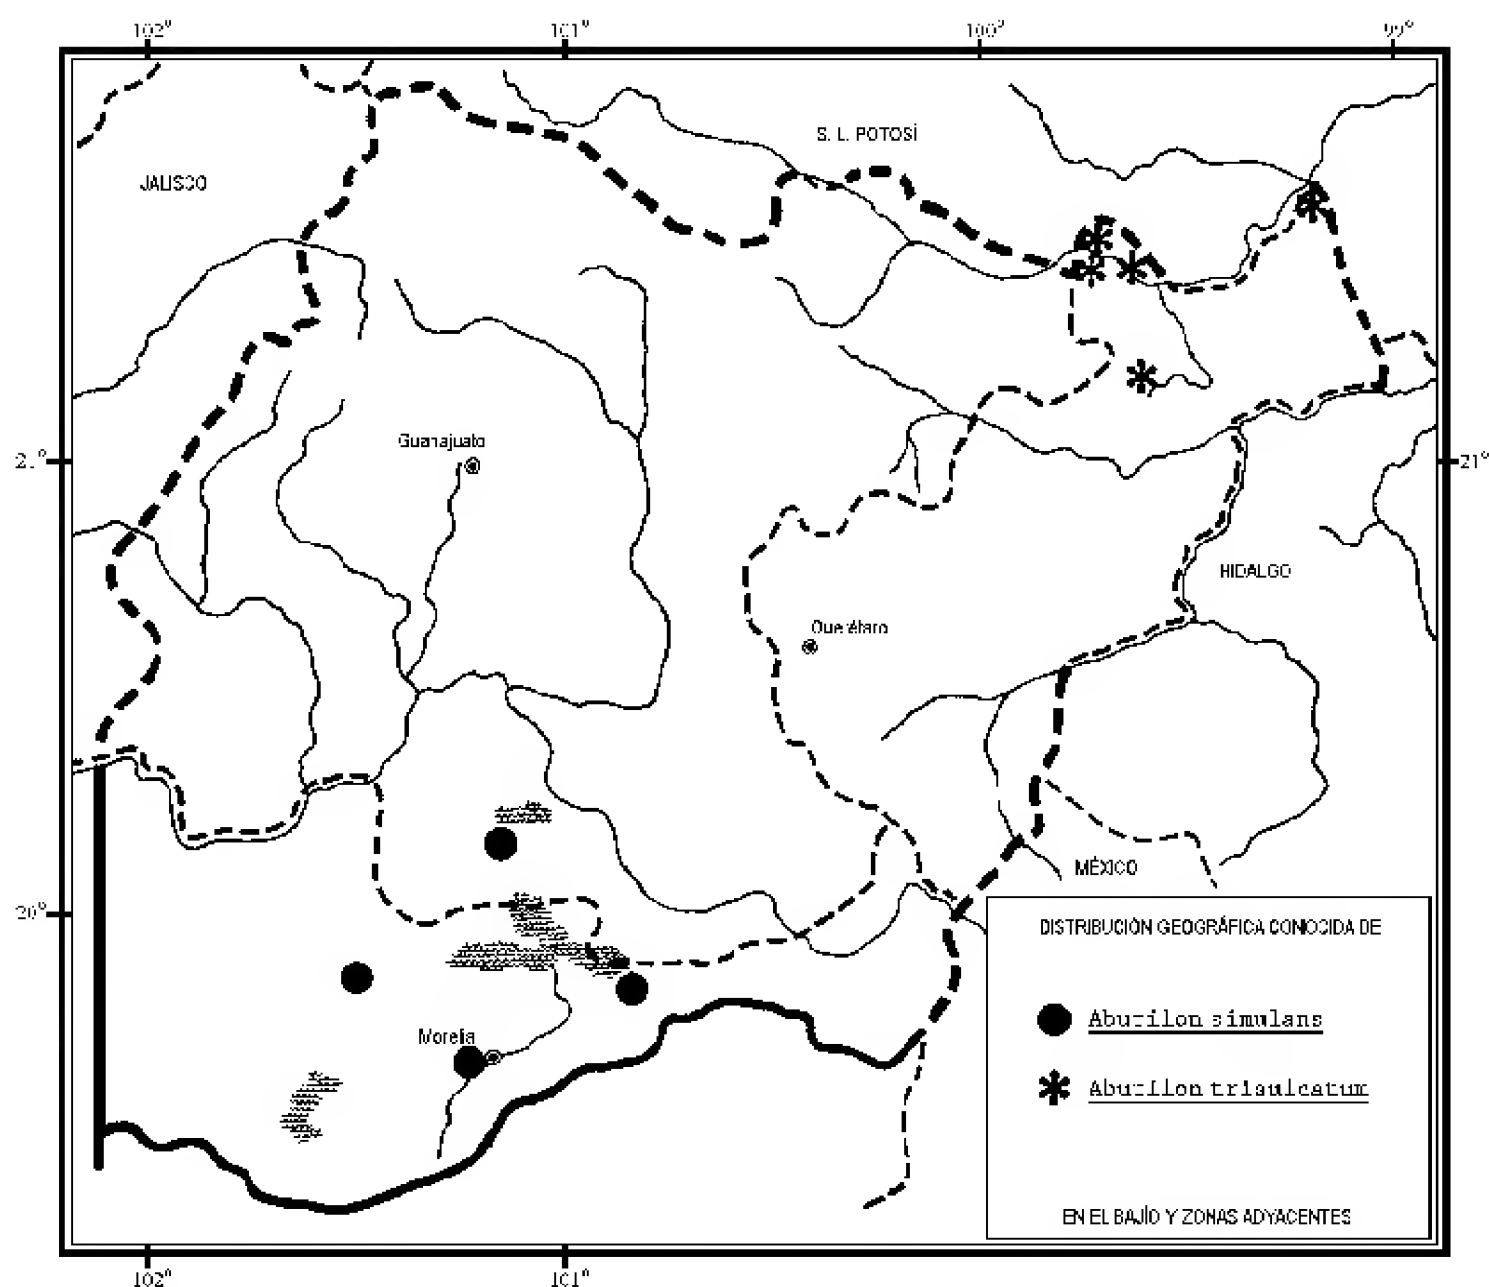 102° 101° 100° 99°
S. L. POTOSÍ
JALISCO
Guanajuato
21° 21°
HIDALGO
Querétaro
MÉXICO
20°
DISTRIBUCIÓN GEOGRÁFICA CONOCIDA DE
Abutilon simulans
Morelia
Abutilon trisulcatum
EN EL BAJÍO Y ZONAS ADYACENTES
102° 101°